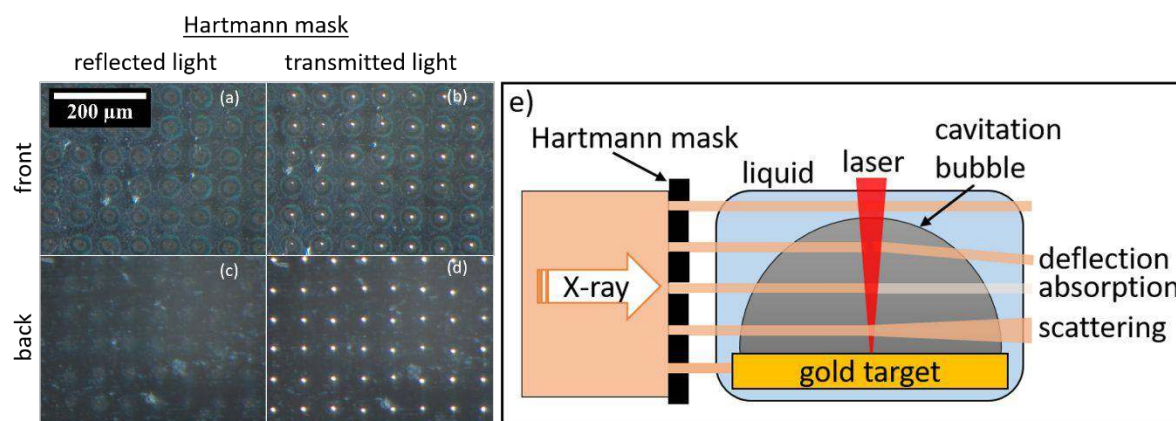 Hartmann mask
reflected light transmitted light
(a)
(b)
200 μm
front
(c)
(d)
back
e)
Hartmann mask
liquid
laser
cavitation
bubble
X-ray
deflection
absorption
scattering
gold target